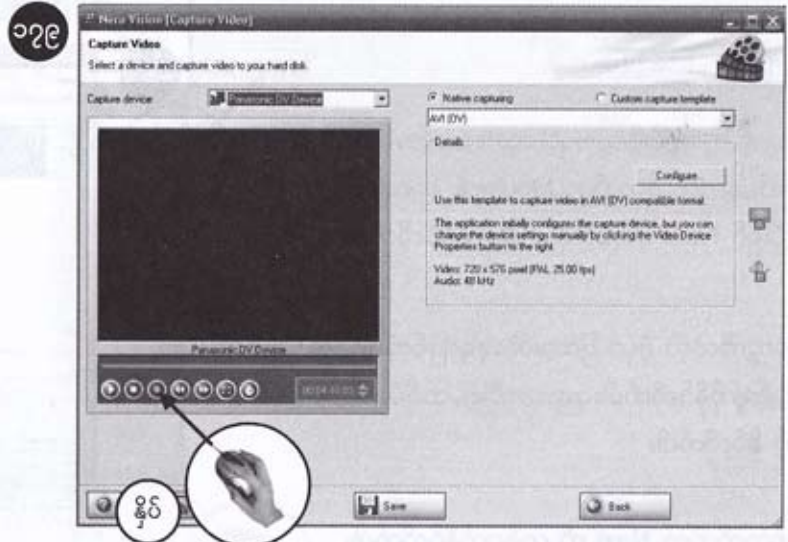 Nero Vision [Capture Video]
Capture Video
Select a device and capture video to your hard disk.
Capture device
Panasonic DV Device
Native capturing
Custom capture template
AVI (DV)
Details
Configure...
Use this template to capture video in AVI (DV) compatible format.
The application initially configures the capture device, but you can
change the device settings manually by clicking the Video Device
Properties button to the right.
Video: 720 x 576 pixel (PAL, 25.00 fps)
Audio: 48 kHz
Panasonic DV Device
နှိပ်
Save
Back